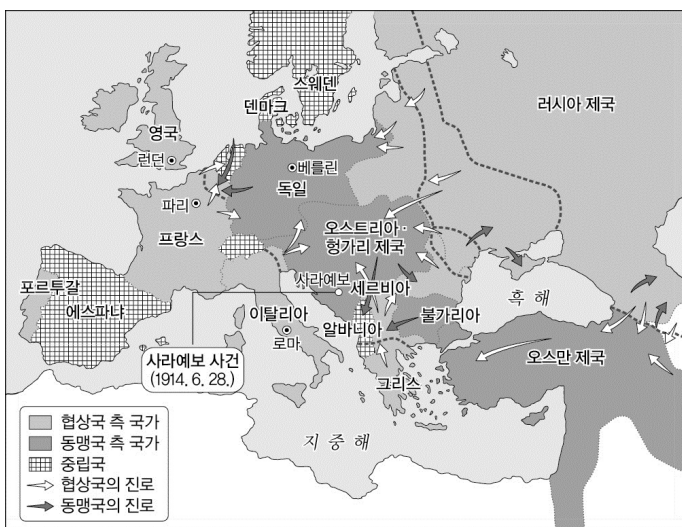 스웨덴
덴마크
러시아 제국
영국
런던
베를린
독일
파리
오스트리아·
헝가리 제국
프랑스
사라예보
세르비아
포르투갈
에스파냐
이탈리아
로마
알바니아
불가리아
흑해
사라예보 사건
(1914. 6. 28.)
오스만 제국
그리스
지중해
협상국 측 국가
동맹국 측 국가
중립국
협상국의 진로
동맹국의 진로